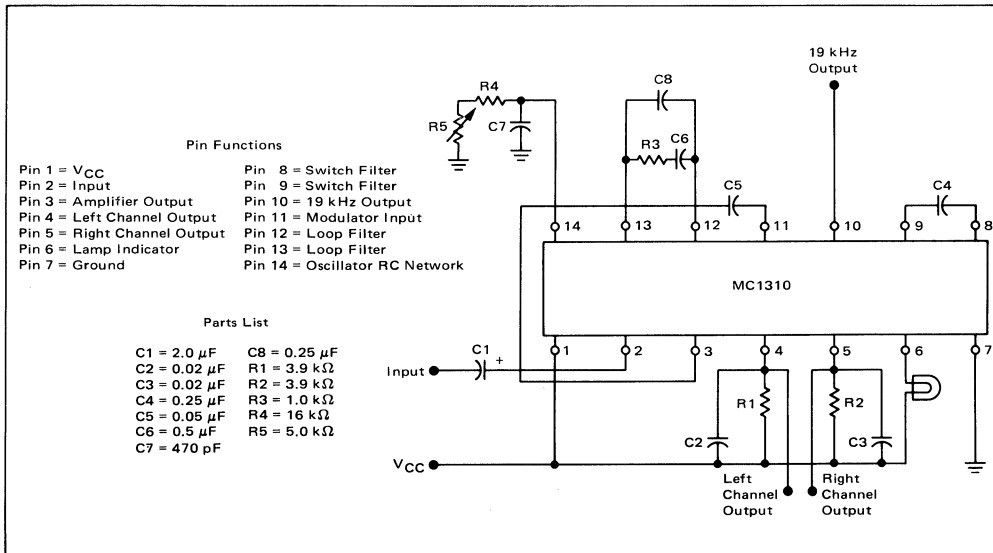 19 kHz
Output
C8
R4
R5
C7
R3
C6
C5
C4
Pin Functions
Pin 1 = VCC
Pin 2 = Input
Pin 3 = Amplifier Output
Pin 4 = Left Channel Output
Pin 5 = Right Channel Output
Pin 6 = Lamp Indicator
Pin 7 = Ground
Pin 8 = Switch Filter
Pin 9 = Switch Filter
Pin 10 = 19 kHz Output
Pin 11 = Modulator Input
Pin 12 = Loop Filter
Pin 13 = Loop Filter
Pin 14 = Oscillator RC Network
14 13 12 11 10 9 8
MC1310
1 2 3 4 5 6 7
Parts List
C1 = 2.0 μF
C2 = 0.02 μF
C3 = 0.02 μF
C4 = 0.25 μF
C5 = 0.05 μF
C6 = 0.5 μF
C7 = 470 pF
C8 = 0.25 μF
R1 = 3.9 kΩ
R2 = 3.9 kΩ
R3 = 1.0 kΩ
R4 = 16 kΩ
R5 = 5.0 kΩ
C1
+
Input
R1
R2
C2
C3
VCC
Left
Channel
Output
Right
Channel
Output